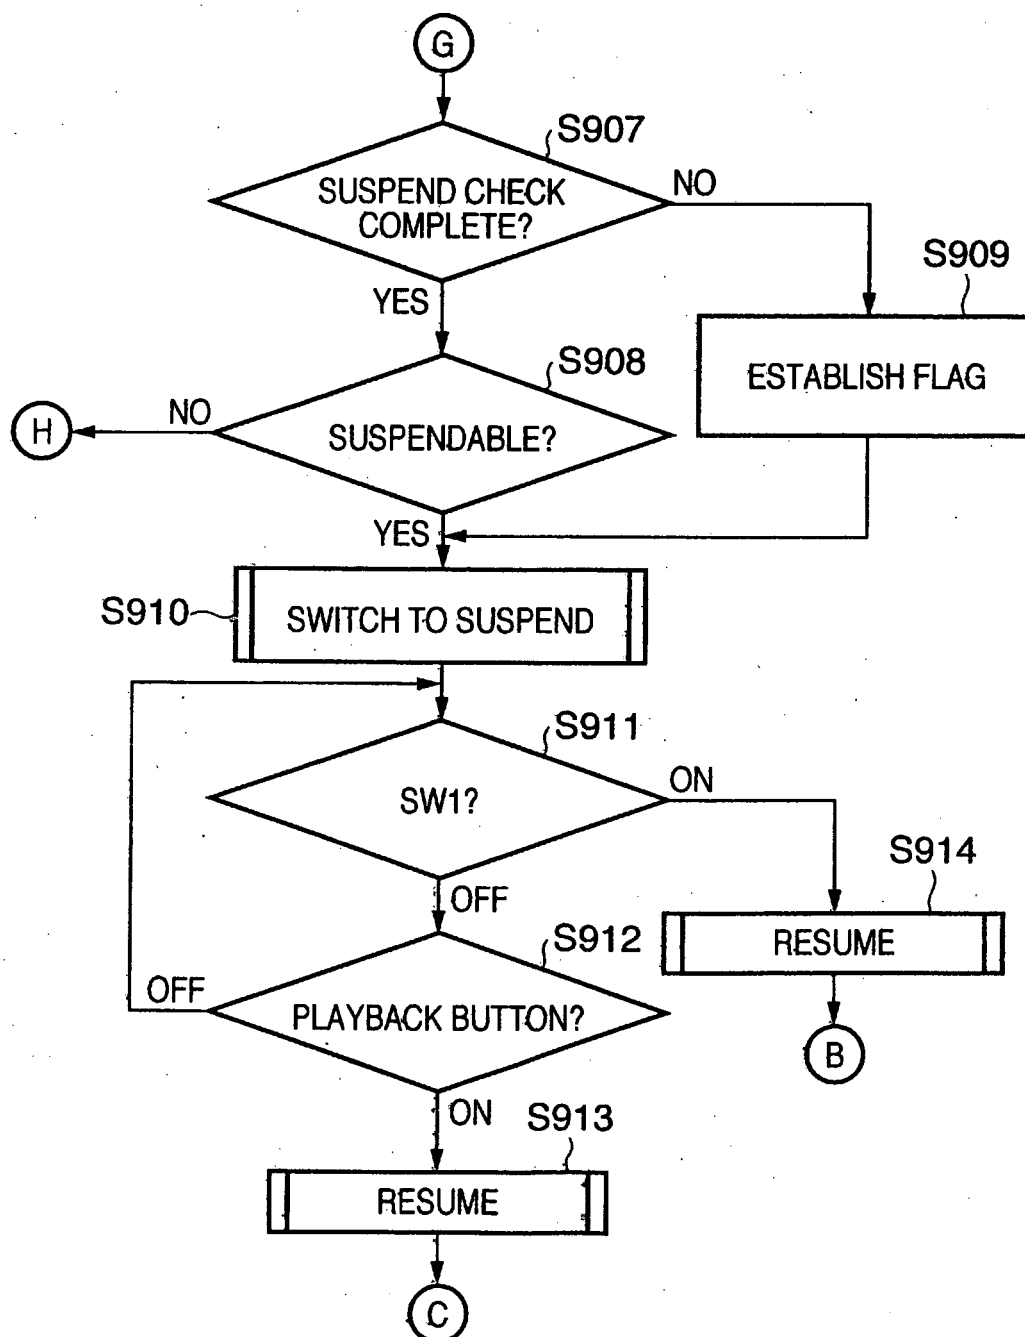 G
S907
SUSPEND CHECK
COMPLETE?
NO
YES
S909
ESTABLISH FLAG
S908
SUSPENDABLE?
NO
H
YES
S910
SWITCH TO SUSPEND
S911
SW1?
ON
OFF
S914
RESUME
B
S912
PLAYBACK BUTTON?
OFF
ON
S913
RESUME
C